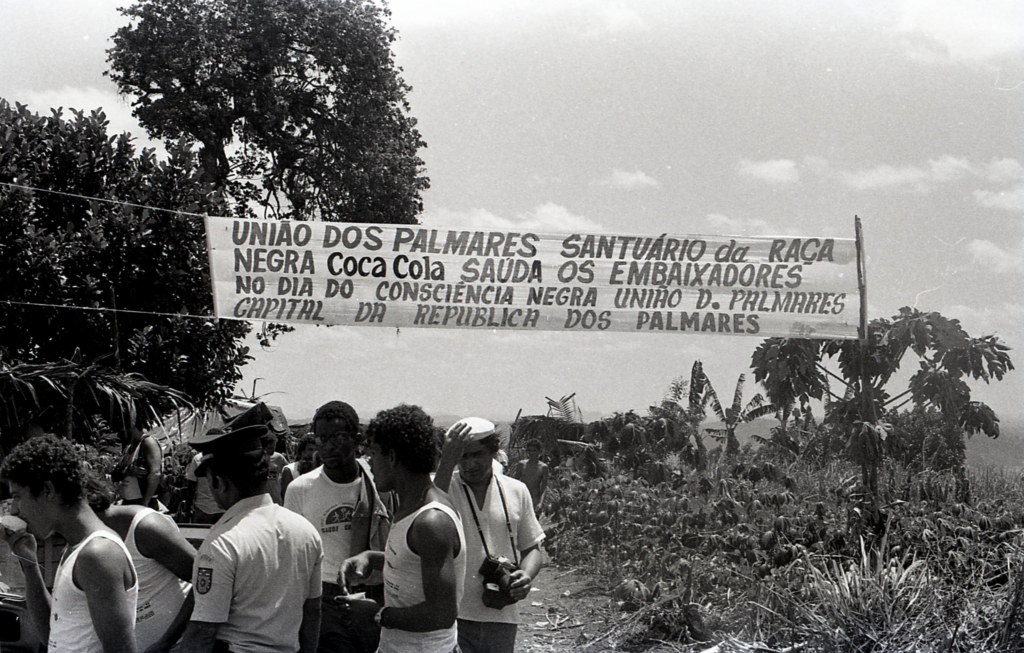 UNIÃO DOS PALMARES SANTUÁRIO da RAÇA
NEGRA Coca Cola SAÚDA OS EMBAIXADORES
NO DIA DO CONSCIÊNCIA NEGRA UNIÃO D. PALMARES
CAPITAL DA REPUBLICA DOS PALMARES